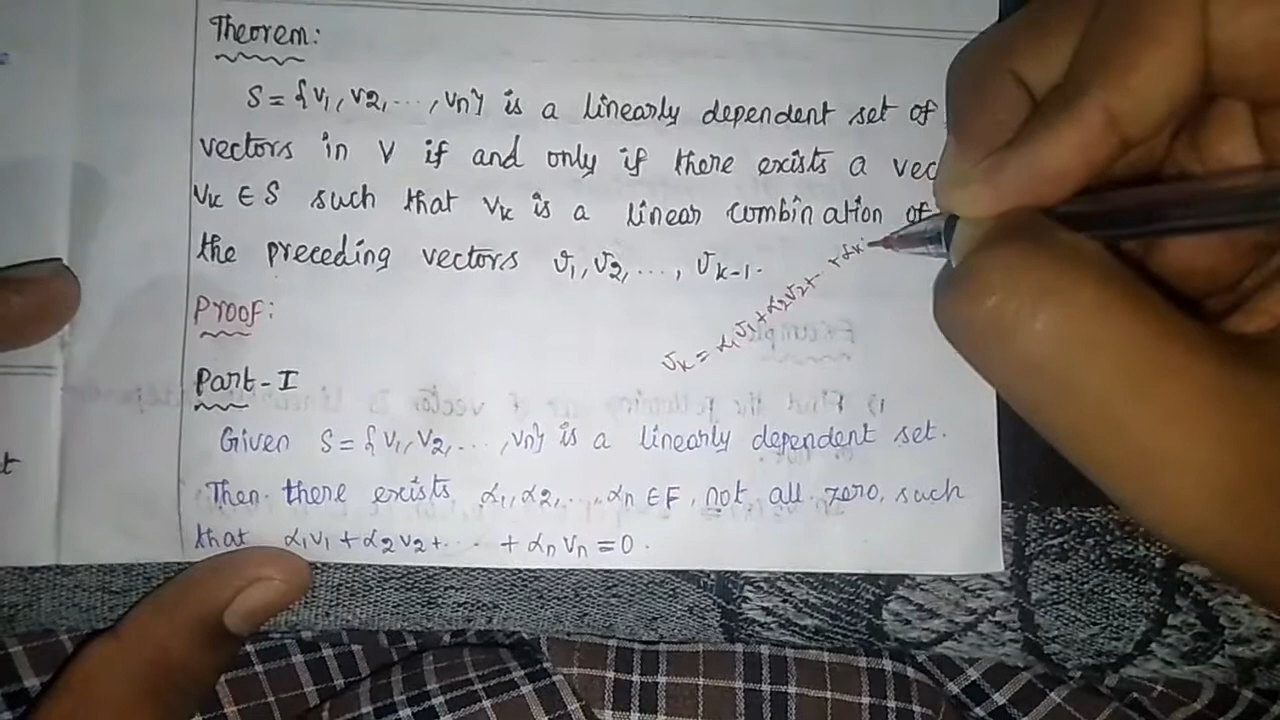 Theorem:
S = {v1, v2, ..., vn} is a linearly dependent set of
vectors in V if and only if there exists a vec
vk ∈ S such that vk is a linear combination of
the preceding vectors v1, v2, ..., vk-1.
vk = α1v1 + α2v2 + .. + αk
Proof:
Part - I
Given S = {v1, v2, ..., vn} is a linearly dependent set.
Then there exists α1, α2, ..., αn ∈ F, not all zero, such
that α1v1 + α2v2 + ... + αnvn = 0.